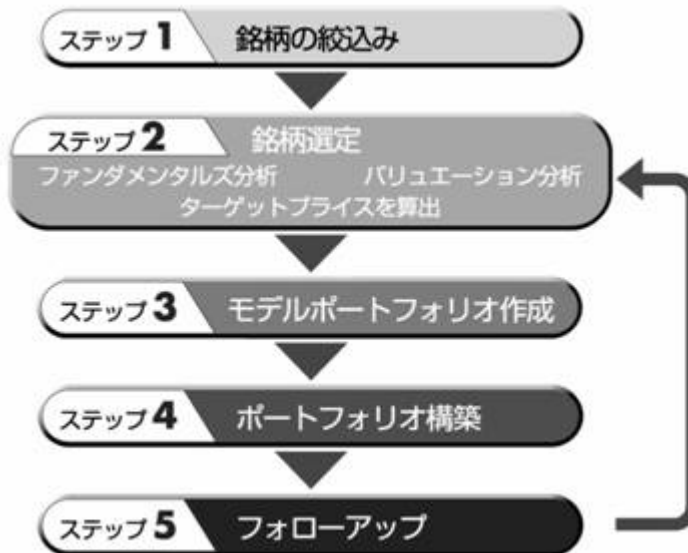 ステップ 1 銘柄の絞込み
ステップ 2 銘柄選定
ファンダメンタルズ分析 バリュエーション分析
ターゲットプライスを算出
ステップ 3 モデルポートフォリオ作成
ステップ 4 ポートフォリオ構築
ステップ 5 フォローアップ